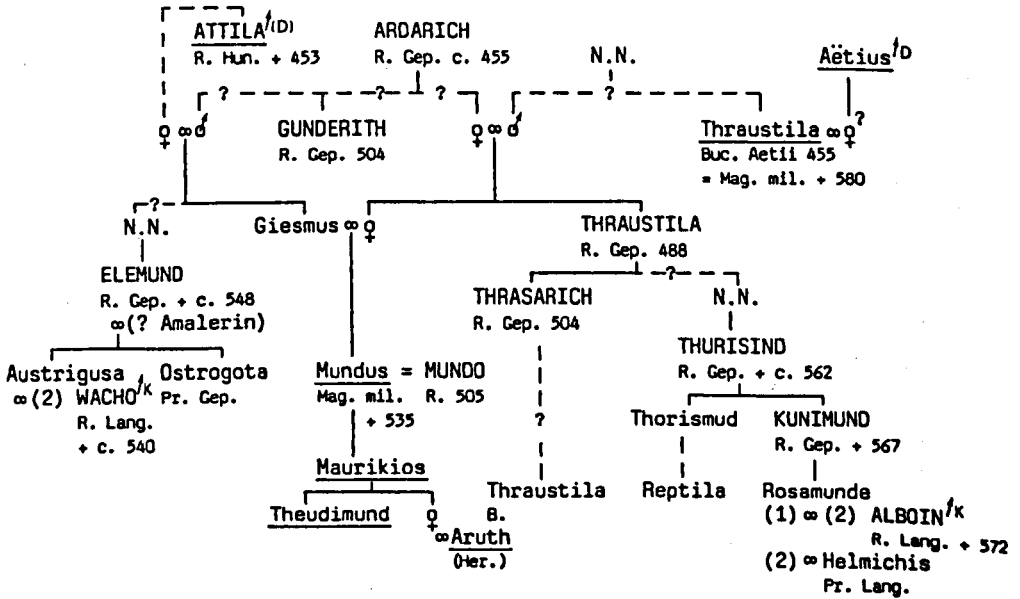 ATTILA (D) ARDARICH
R. Hun. + 453 R. Gep. c. 455 N.N. Aëtius D
? ? ? ?
♀ ∞ ♂ GUNDERITH ♀ ∞ ♂ Thraustila ∞ ♀ ?
R. Gep. 504 Buc. Aetii 455
= Mag. mil. + 580
?
N.N. Giesmus ∞ ♀ THRAUSTILA
R. Gep. 488
ELEMUND ?
R. Gep. + c. 548 THRASARICH N.N.
∞ (? Amalerin) R. Gep. 504
THURISIND
Austrigusa Ostrogota Mundus = MUNDO R. Gep. + c. 562
∞ (2) WACHO K Pr. Gep. Mag. mil. R. 505
R. Lang. + 535 ? Thorismud KUNIMUND
+ c. 540 R. Gep. + 567
Maurikios
Thraustila Reptila Rosamunde
Theudimund ♀ B. (1) ∞ (2) ALBOIN K
∞ Aruth R. Lang. + 572
(Her.) (2) ∞ Helmichis
Pr. Lang.